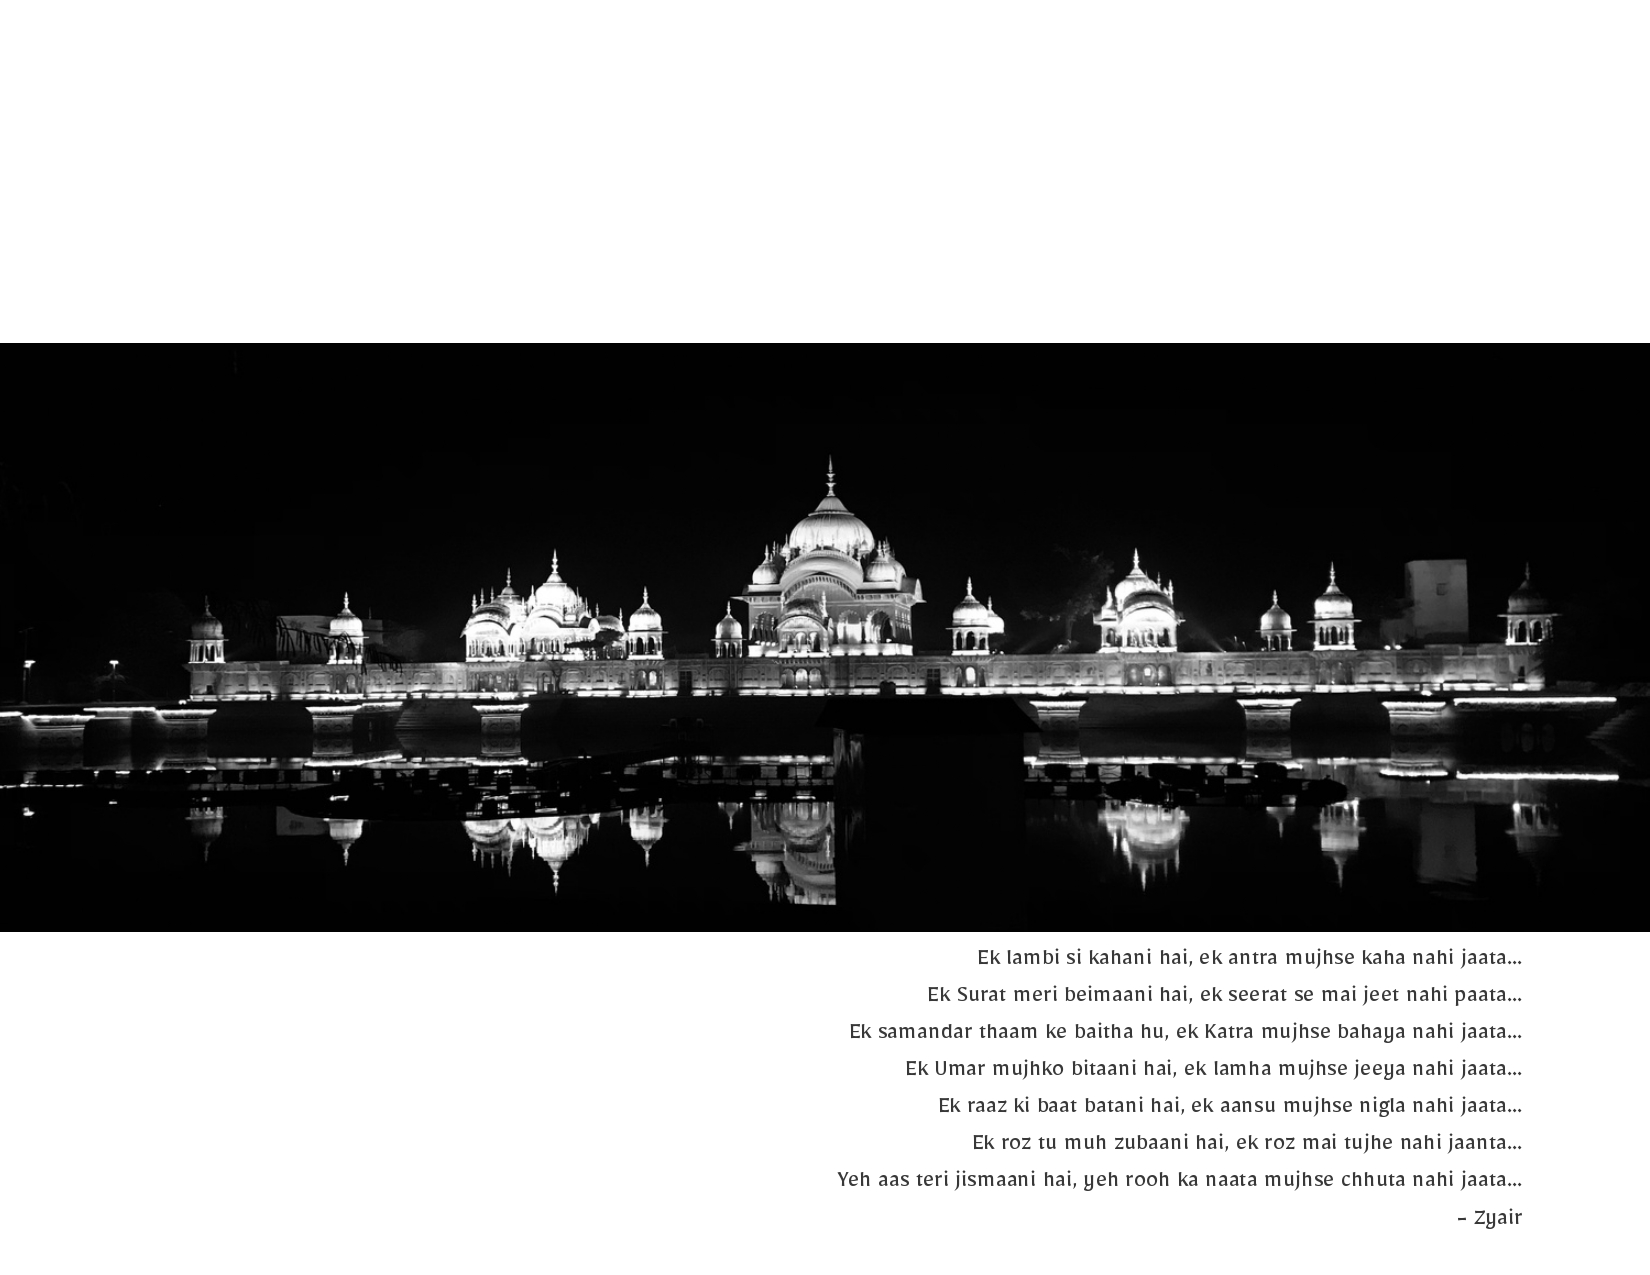 Ek lambi si kahani hai, ek antra mujhse kaha nahi jaata...
Ek Surat meri beimaani hai, ek seerat se mai jeet nahi paata...
Ek samandar thaam ke baitha hu, ek Katra mujhse bahaya nahi jaata...
Ek Umar mujhko bitaani hai, ek lamha mujhse jeeya nahi jaata...
Ek raaz ki baat batani hai, ek aansu mujhse nigla nahi jaata...
Ek roz tu muh zubaani hai, ek roz mai tujhe nahi jaanta...
Yeh aas teri jismaani hai, yeh rooh ka naata mujhse chhuta nahi jaata...
– Zyair